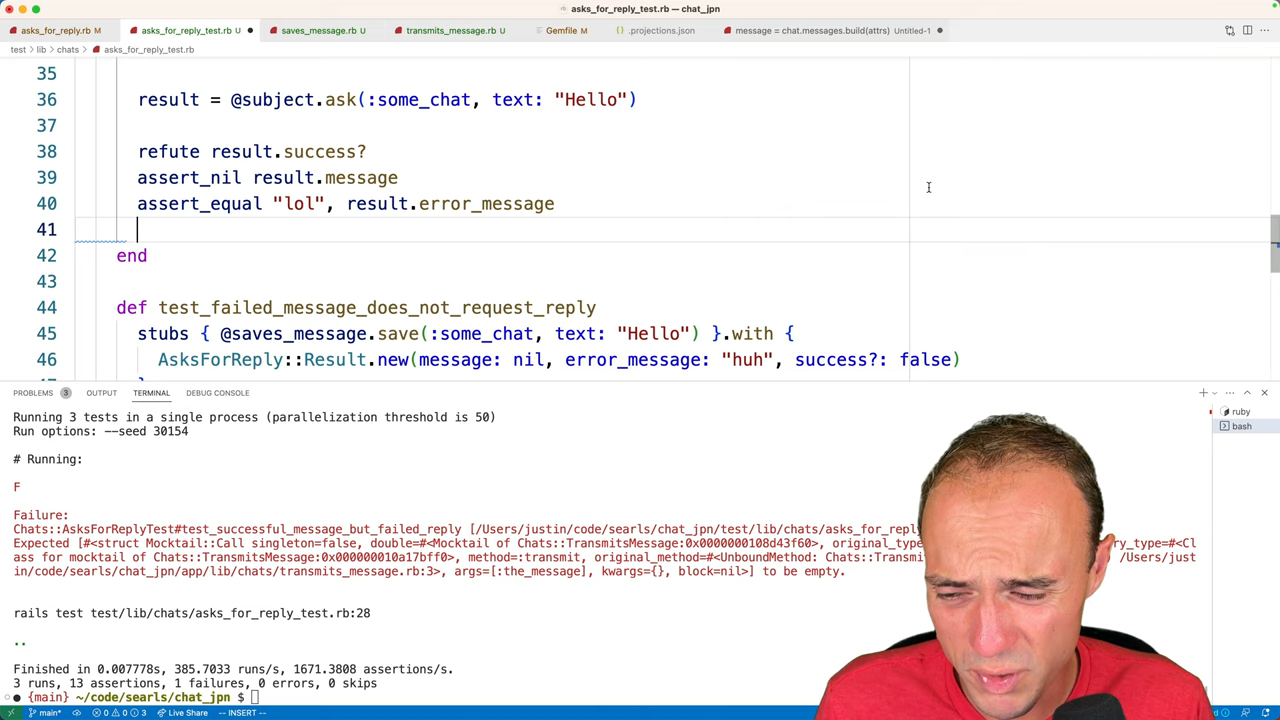 asks_for_reply_test.rb — chat_jpn
asks_for_reply.rb M
asks_for_reply_test.rb U
saves_message.rb U
transmits_message.rb U
Gemfile M
.projections.json
message = chat.messages.build(attrs) Untitled-1
test > lib > chats > asks_for_reply_test.rb
35
36 result = @subject.ask(:some_chat, text: "Hello")
37
38 refute result.success?
39 assert_nil result.message
40 assert_equal "lol", result.error_message
41
42 end
43
44 def test_failed_message_does_not_request_reply
45 stubs { @saves_message.save(:some_chat, text: "Hello") }.with {
46 AsksForReply::Result.new(message: nil, error_message: "huh", success?: false)
PROBLEMS 3 OUTPUT TERMINAL DEBUG CONSOLE
ruby
bash
Running 3 tests in a single process (parallelization threshold is 50)
Run options: --seed 30154
# Running:
F
Failure:
Chats::AsksForReplyTest#test_successful_message_but_failed_reply [/Users/justin/code/searls/chat_jpn/test/lib/chats/asks_for_reply
Expected [#<struct Mocktail::Call singleton=false, double=#<Mocktail of Chats::TransmitsMessage:0x0000000108d43f60>, original_type ry_type=#<Cl
ass for mocktail of Chats::TransmitsMessage:0x000000010a17bff0>, method=:transmit, original_method=#<UnboundMethod: Chats::Transmi /Users/just
in/code/searls/chat_jpn/app/lib/chats/transmits_message.rb:3>, args=[:the_message], kwargs={}, block=nil>] to be empty.
rails test test/lib/chats/asks_for_reply_test.rb:28
..
Finished in 0.007778s, 385.7033 runs/s, 1671.3808 assertions/s.
3 runs, 13 assertions, 1 failures, 0 errors, 0 skips
{main} ~/code/searls/chat_jpn $
main* 0 0 3 Live Share -- INSERT --